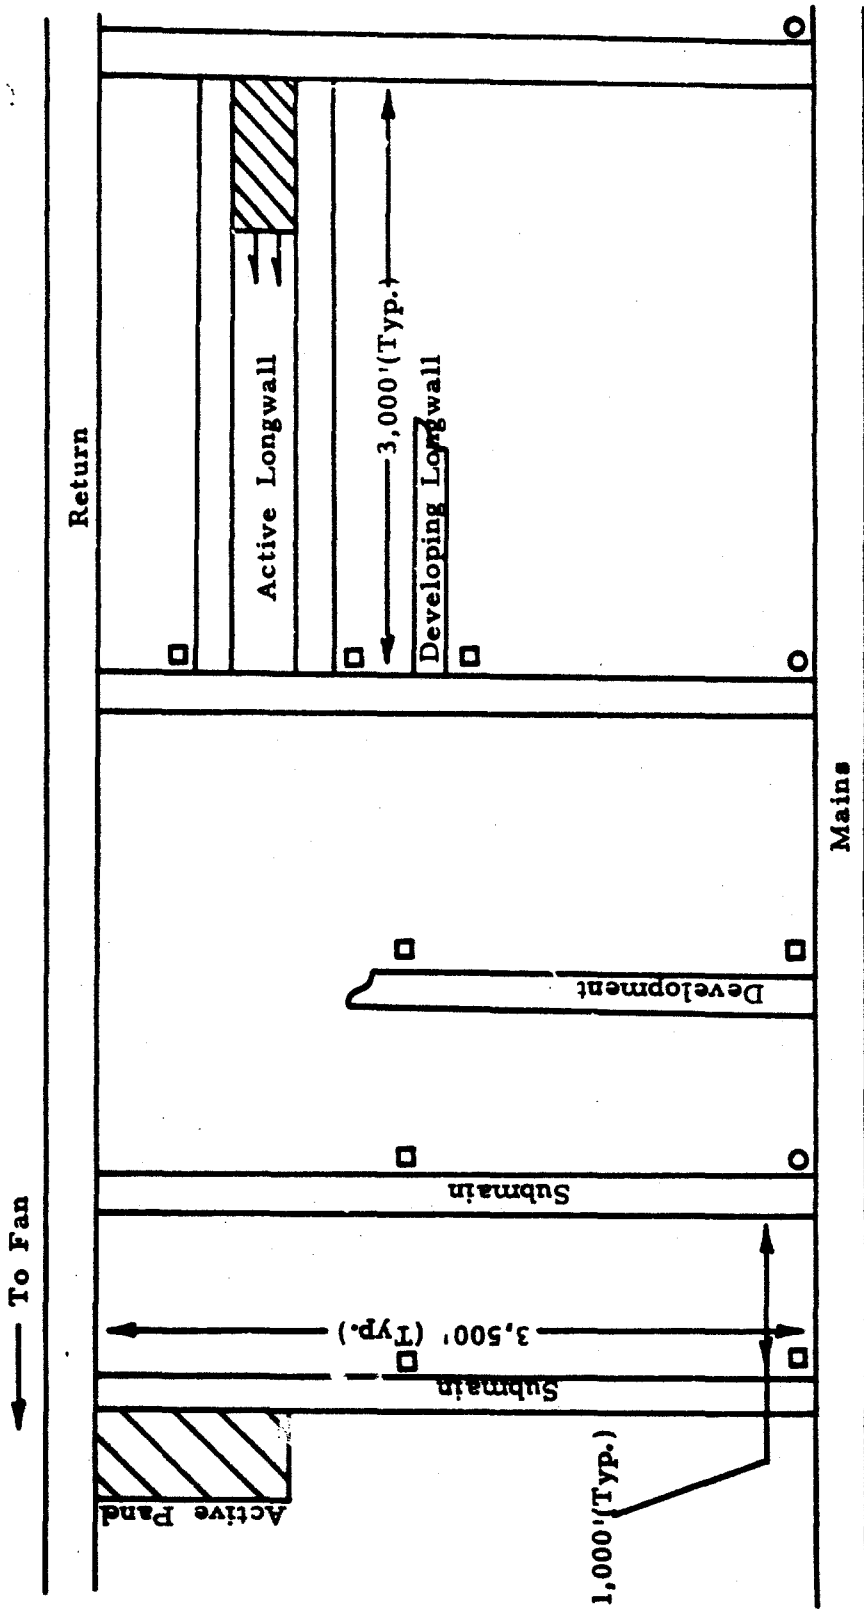 To Fan
Return
Active Longwall
3,000'(Typ.)
Developing Longwall
Mains
Development
Submain
3,500' (Typ.)
Submain
1,000'(Typ.)
Active Panel